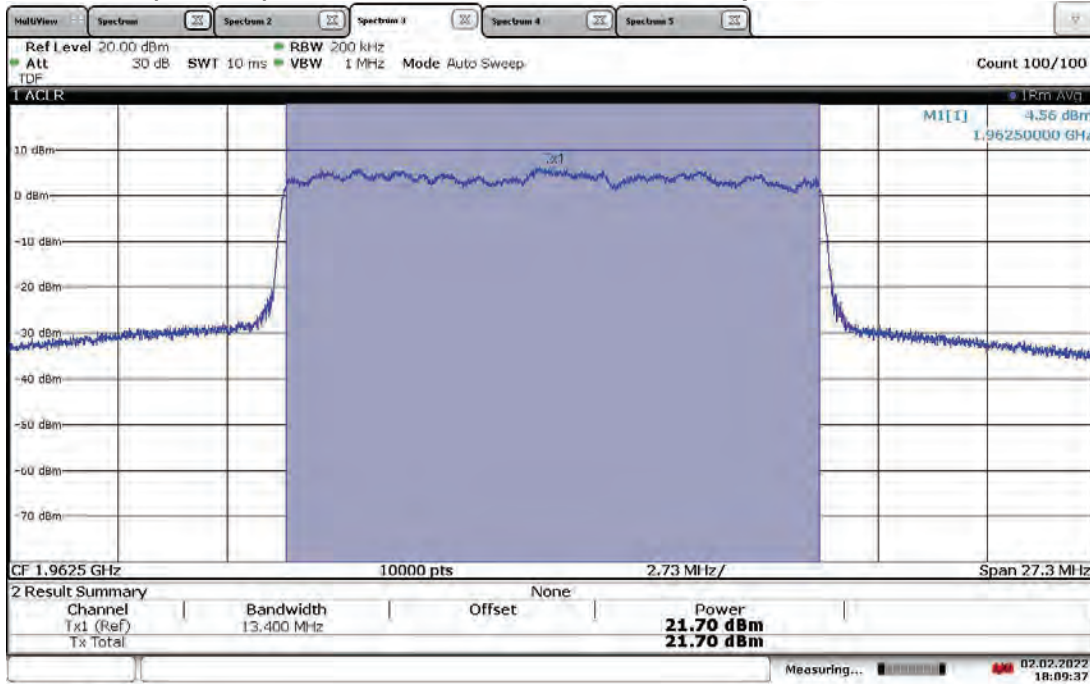 MultiView Spectrum Spectrum 2 Spectrum 3 Spectrum 4 Spectrum 5
Ref Level 20.00 dBm RBW 200 kHz
Att 30 dB SWT 10 ms VBW 1 MHz Mode Auto Sweep Count 100/100
TDF
1 ACLR 1Rm Avg
M1[1] 4.56 dBm
1.96250000 GHz
10 dBm
Tx1
0 dBm
-10 dBm
-20 dBm
-30 dBm
-40 dBm
-50 dBm
-60 dBm
-70 dBm
CF 1.9625 GHz 10000 pts 2.73 MHz/ Span 27.3 MHz
2 Result Summary None
Channel Bandwidth Offset Power
Tx1 (Ref) 13.400 MHz 21.70 dBm
Tx Total 21.70 dBm
Measuring... 02.02.2022
18:09:37